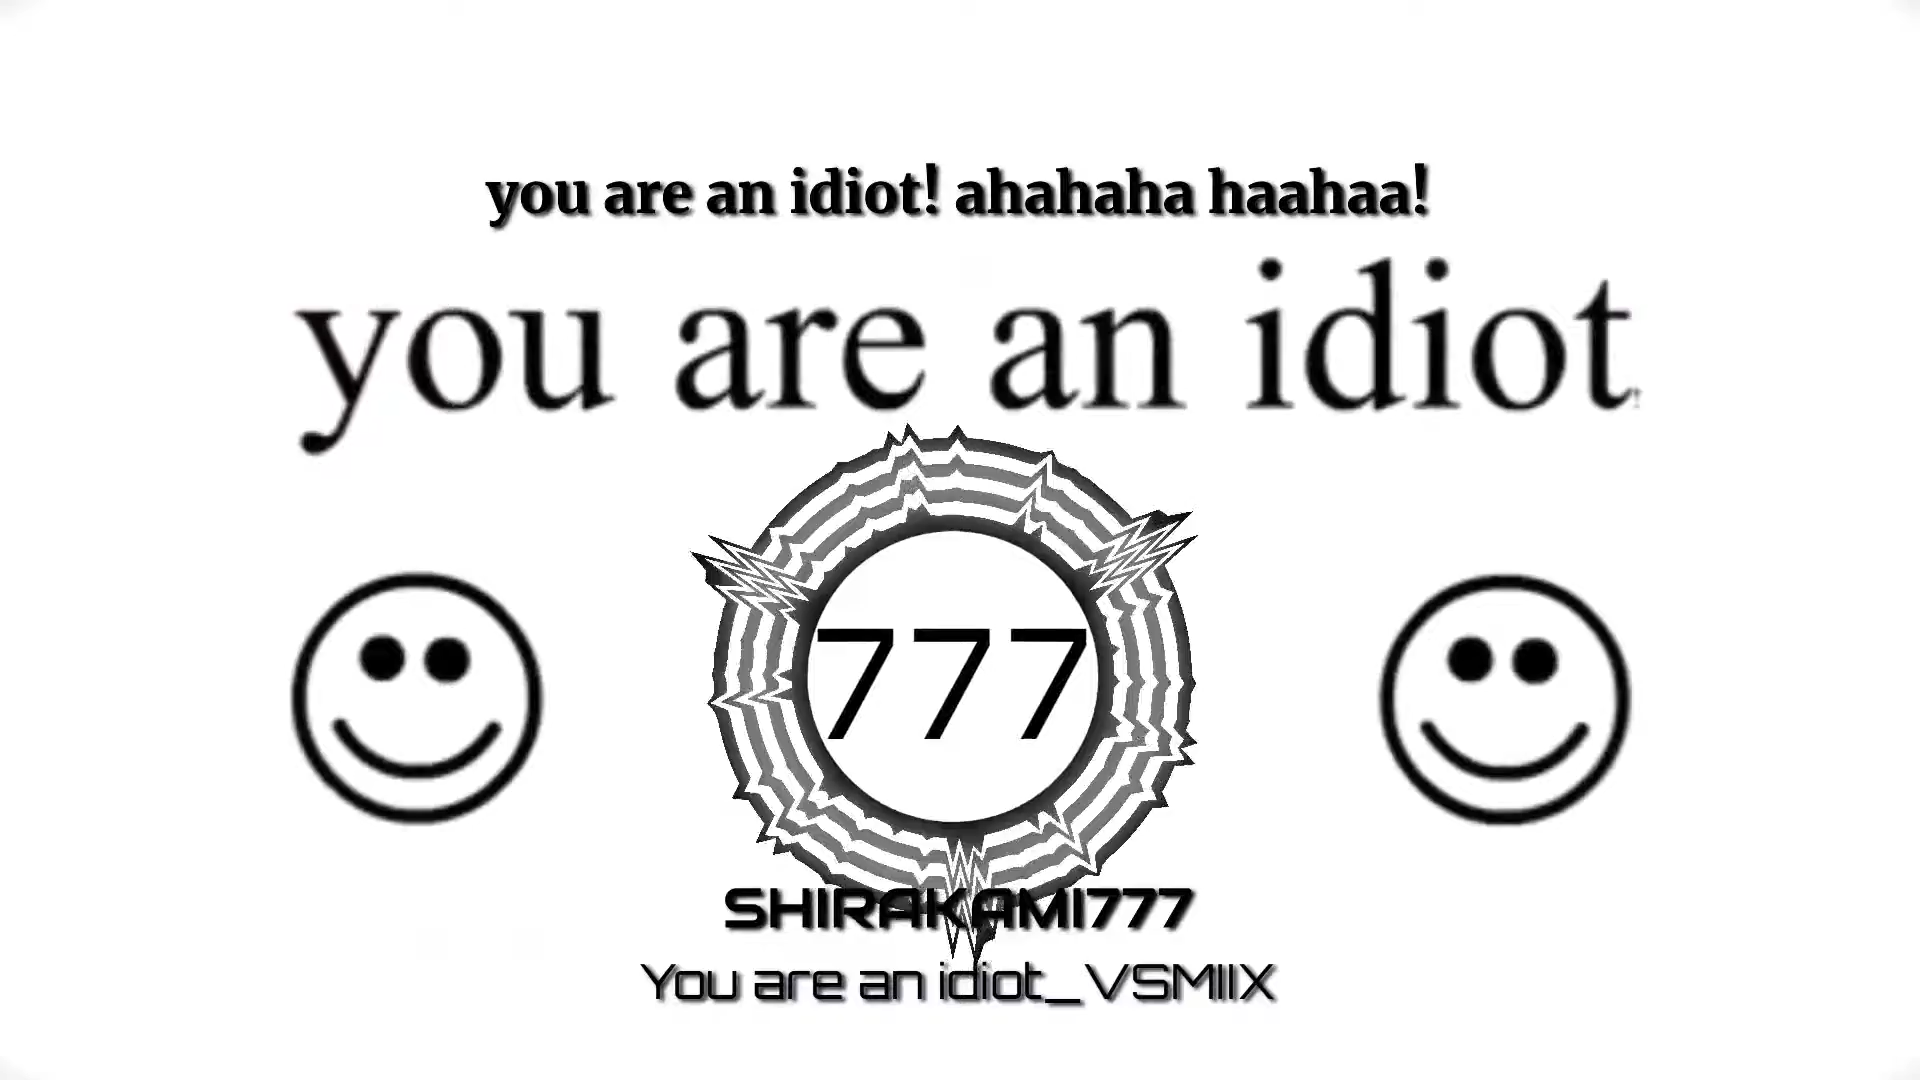 you are an idiot! ahahaha haahaa!
you are an idiot
777
SHIRAKAMI777
You are an idiot_VSMIIX